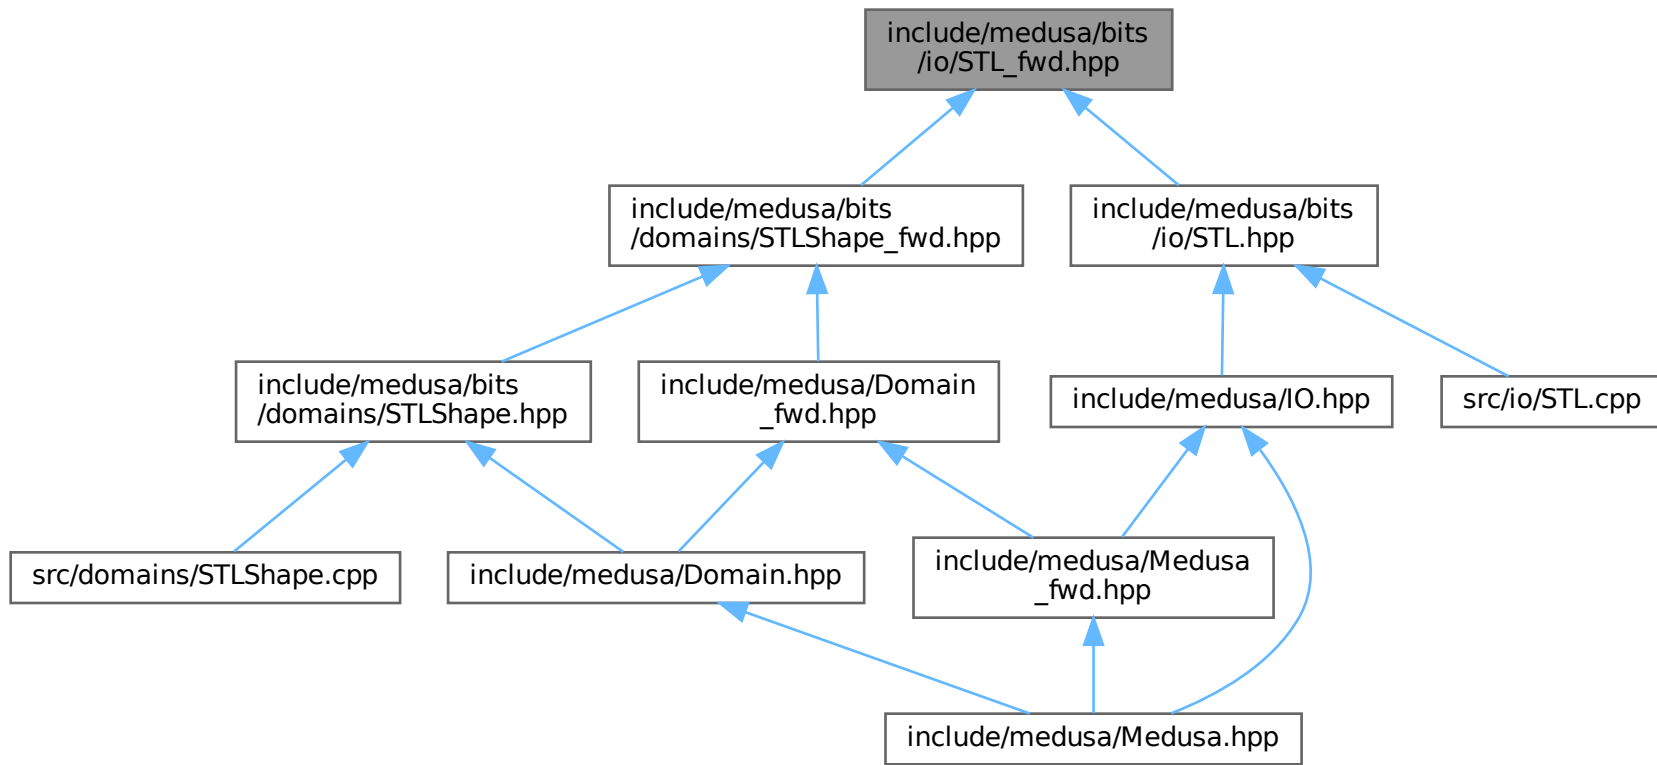 include/medusa/bits
/io/STL_fwd.hpp
include/medusa/bits
/domains/STLShape_fwd.hpp
include/medusa/bits
/io/STL.hpp
include/medusa/bits
/domains/STLShape.hpp
include/medusa/Domain
_fwd.hpp
include/medusa/IO.hpp
src/io/STL.cpp
src/domains/STLShape.cpp
include/medusa/Domain.hpp
include/medusa/Medusa
_fwd.hpp
include/medusa/Medusa.hpp